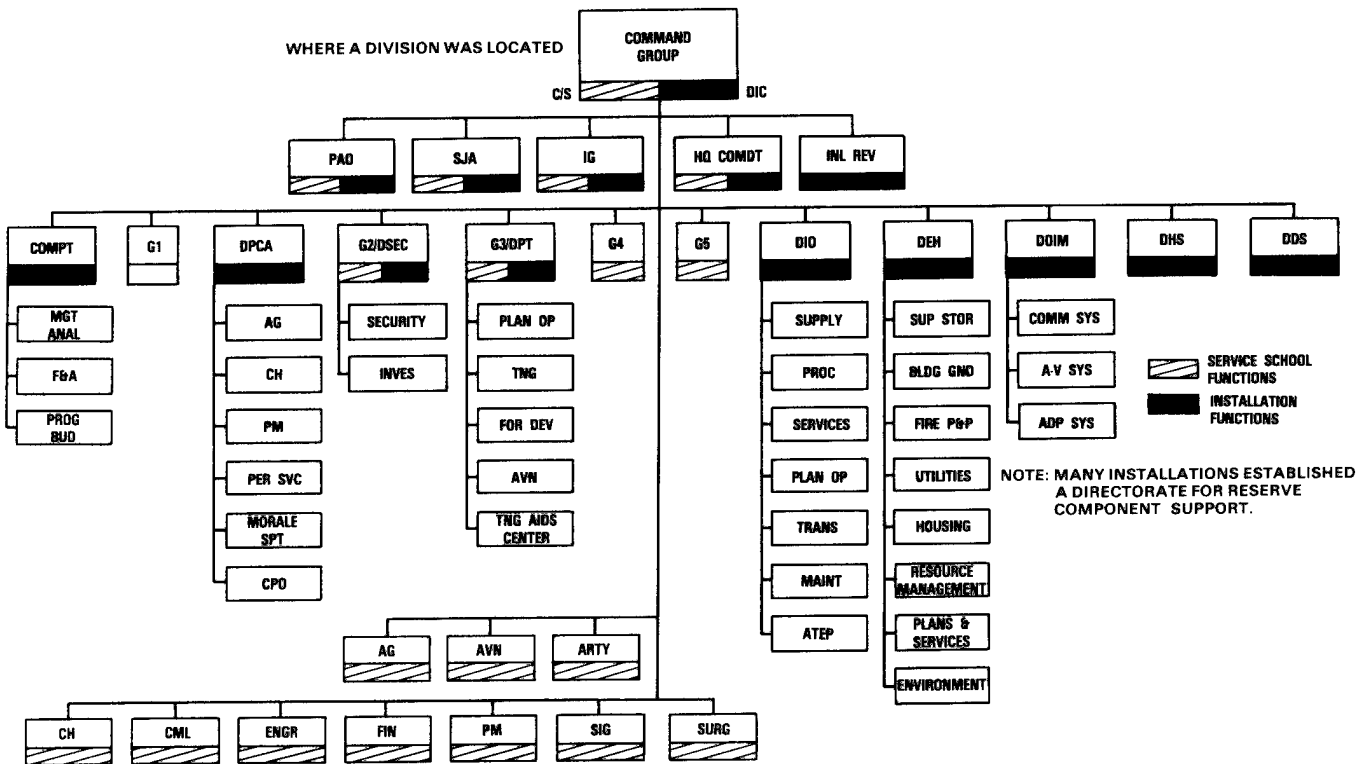 WHERE A DIVISION WAS LOCATED
COMMAND
GROUP
C/S
DIC
PAO
SJA
IG
HQ COMDT
INL REV
COMPT
G1
DPCA
G2/DSEC
G3/DPT
G4
G5
DIO
DEH
DOIM
DHS
DDS
MGT
ANAL
F&A
PROG
BUD
AG
CH
PM
PER SVC
MORALE
SPT
CPO
SECURITY
INVES
PLAN OP
TNG
FOR DEV
AVN
TNG AIDS
CENTER
SUPPLY
PROC
SERVICES
PLAN OP
TRANS
MAINT
ATEP
SUP STOR
BLDG GND
FIRE P&P
UTILITIES
HOUSING
RESOURCE
MANAGEMENT
PLANS &
SERVICES
ENVIRONMENT
COMM SYS
A-V SYS
ADP SYS
SERVICE SCHOOL
FUNCTIONS
INSTALLATION
FUNCTIONS
NOTE: MANY INSTALLATIONS ESTABLISHED
A DIRECTORATE FOR RESERVE
COMPONENT SUPPORT.
AG
AVN
ARTY
CH
CML
ENGR
FIN
PM
SIG
SURG